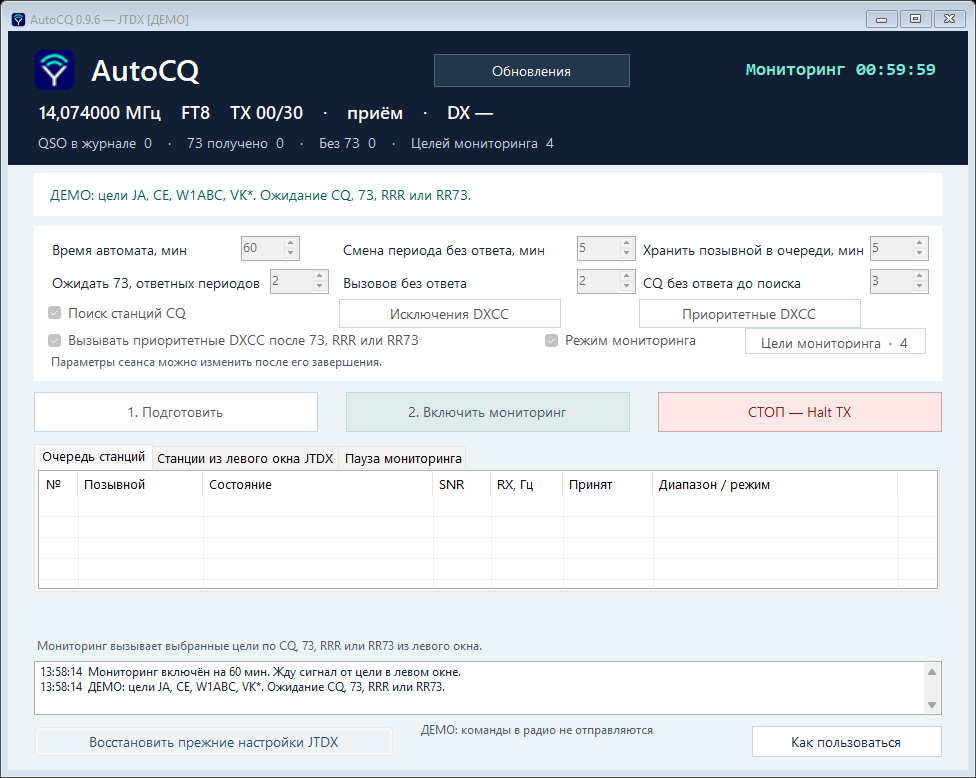 AutoCQ 0.9.6 — JTDX [ДЕМО]
AutoCQ
Обновления
Мониторинг 00:59:59
14,074000 МГц FT8 TX 00/30 · приём · DX —
QSO в журнале 0 · 73 получено 0 · Без 73 0 · Целей мониторинга 4
ДЕМО: цели JA, CE, W1ABC, VK*. Ожидание CQ, 73, RRR или RR73.
Время автомата, мин 60 Смена периода без ответа, мин 5 Хранить позывной в очереди, мин 5
Ожидать 73, ответных периодов 2 Вызовов без ответа 2 CQ без ответа до поиска 3
Поиск станций CQ Исключения DXCC Приоритетные DXCC
Вызывать приоритетные DXCC после 73, RRR или RR73 Режим мониторинга Цели мониторинга · 4
Параметры сеанса можно изменить после его завершения.
1. Подготовить 2. Включить мониторинг СТОП — Halt TX
Очередь станций Станции из левого окна JTDX Пауза мониторинга
№ Позывной Состояние SNR RX, Гц Принят Диапазон / режим
Мониторинг вызывает выбранные цели по CQ, 73, RRR или RR73 из левого окна.
13:58:14 Мониторинг включён на 60 мин. Жду сигнал от цели в левом окне.
13:58:14 ДЕМО: цели JA, CE, W1ABC, VK*. Ожидание CQ, 73, RRR или RR73.
Восстановить прежние настройки JTDX ДЕМО: команды в радио не отправляются Как пользоваться